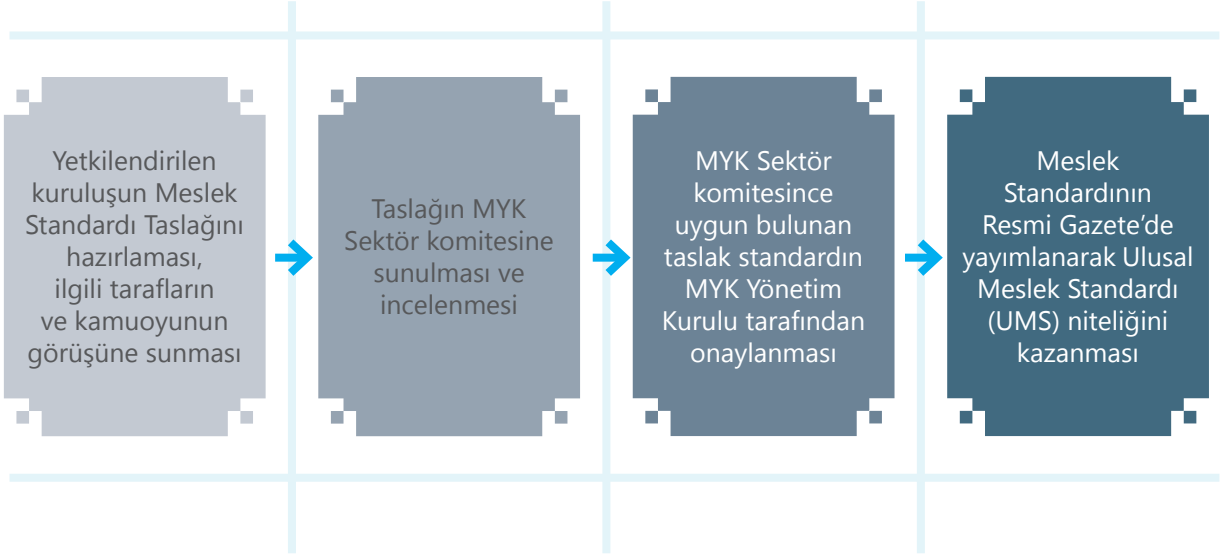 Yetkilendirilen
kuruluşun Meslek
Standardı Taslağını
hazırlaması,
ilgili tarafların
ve kamuoyunun
görüşüne sunması
Taslağın MYK
Sektör komitesine
sunulması ve
incelenmesi
MYK Sektör
komitesince
uygun bulunan
taslak standardın
MYK Yönetim
Kurulu tarafından
onaylanması
Meslek
Standardının
Resmi Gazete’de
yayımlanarak Ulusal
Meslek Standardı
(UMS) niteliğini
kazanması